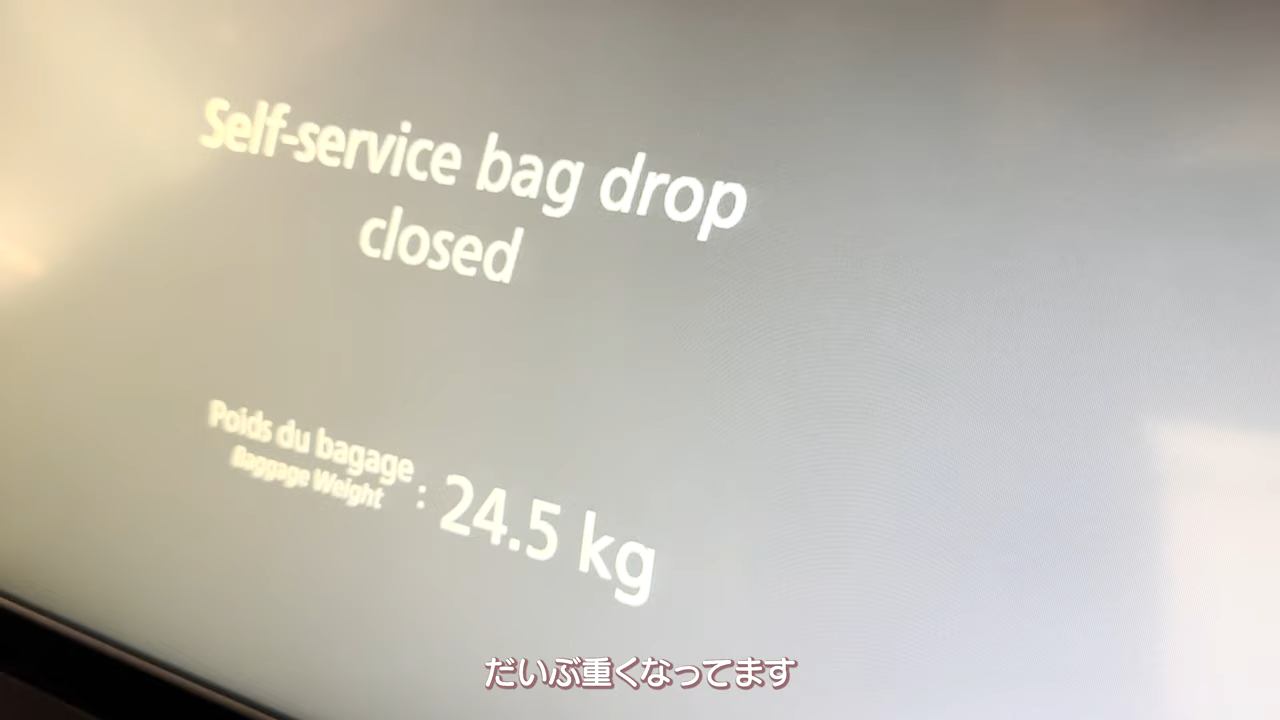 Self-service bag drop
closed
Poids du bagage
Baggage Weight
: 24.5 kg
だいぶ重くなってます